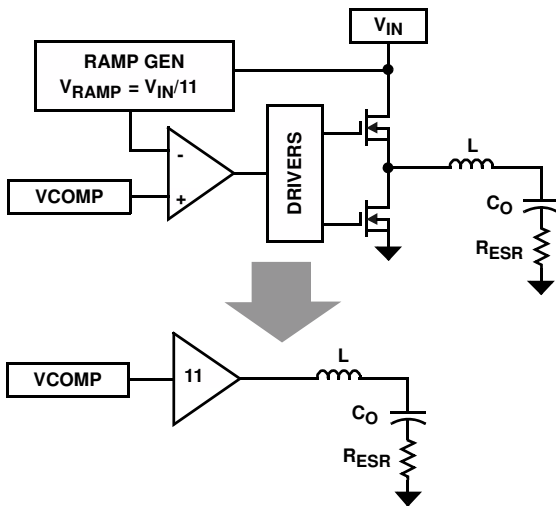 V_IN
RAMP GEN
V_RAMP = V_IN/11
-
+
VCOMP
DRIVERS
L
C_O
R_ESR
VCOMP
11
L
C_O
R_ESR